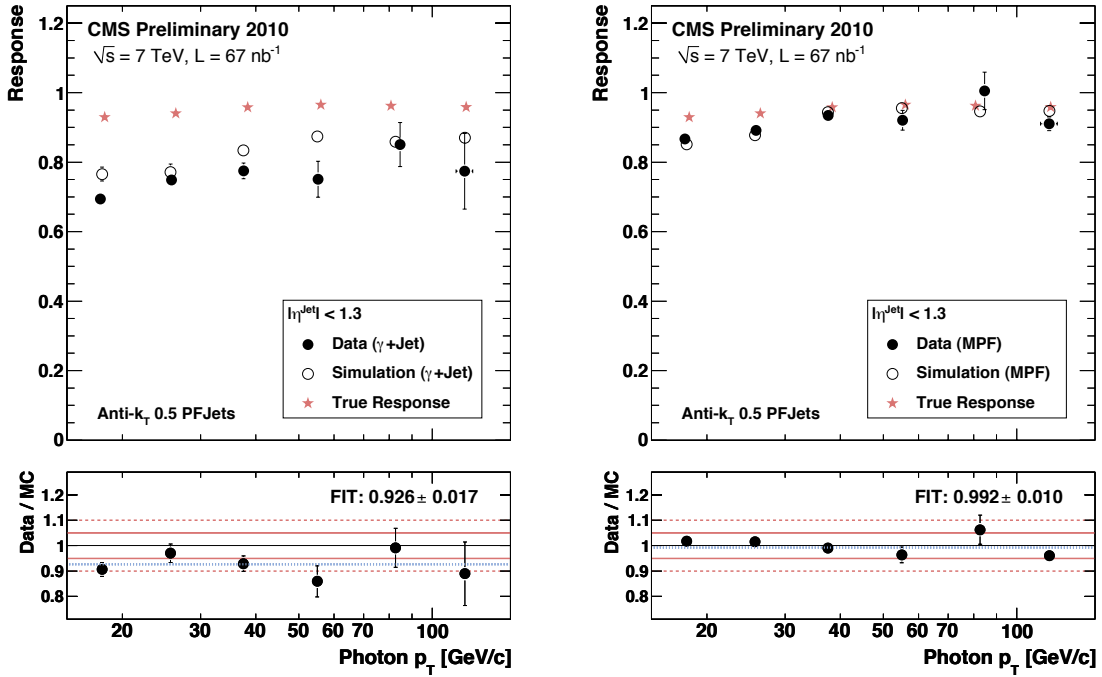 CMS Preliminary 2010
√s = 7 TeV, L = 67 nb⁻¹
Response
1.2
1
0.8
0.6
0.4
0.2
0
|η^Jet| < 1.3
Data (γ+Jet)
Simulation (γ+Jet)
True Response
Anti-k_T 0.5 PFJets
FIT: 0.926± 0.017
Data / MC
1.2
1.1
1
0.9
0.8
20 30 40 50 60 70 100
Photon p_T [GeV/c]
CMS Preliminary 2010
√s = 7 TeV, L = 67 nb⁻¹
Response
1.2
1
0.8
0.6
0.4
0.2
0
|η^Jet| < 1.3
Data (MPF)
Simulation (MPF)
True Response
Anti-k_T 0.5 PFJets
FIT: 0.992± 0.010
Data / MC
1.2
1.1
1
0.9
0.8
20 30 40 50 60 70 100
Photon p_T [GeV/c]